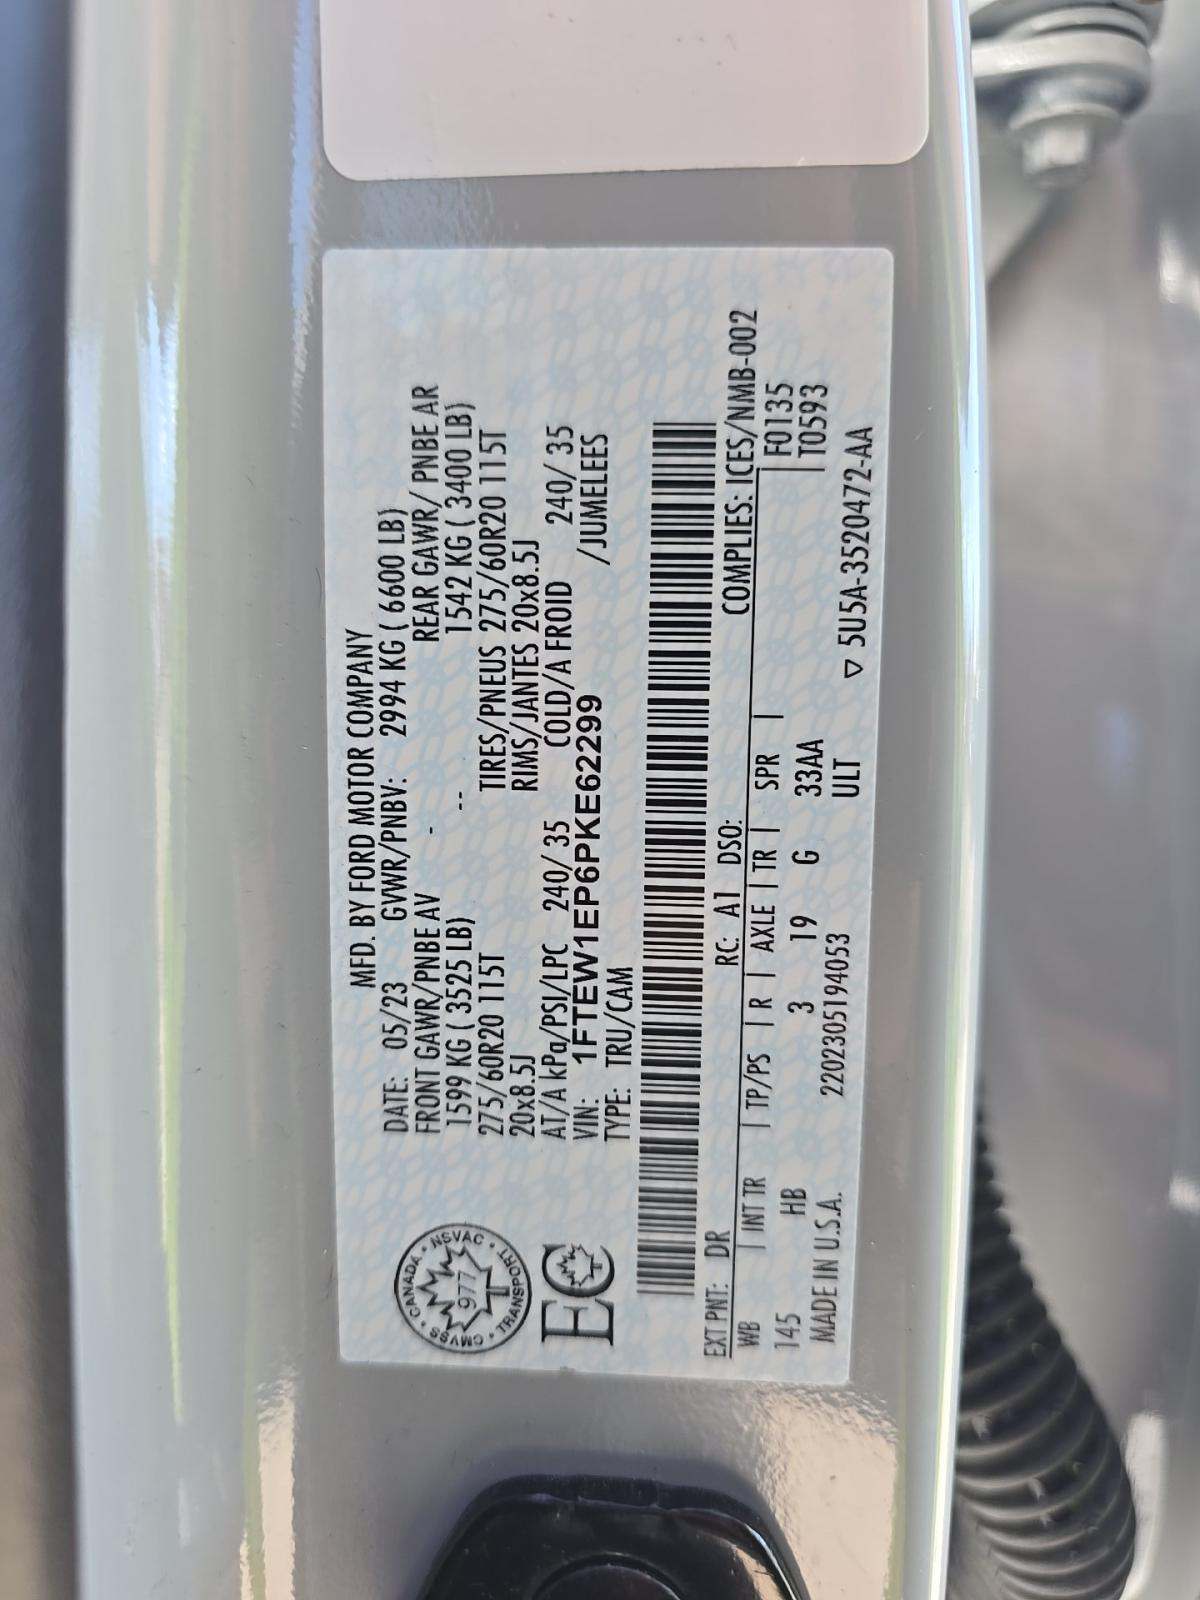 MFD. BY FORD MOTOR COMPANY
DATE: 05/23 GVWR/PNBV: 2994 KG ( 6600 LB)
FRONT GAWR/PNBE AV - REAR GAWR/ PNBE AR
1599 KG ( 3525 LB) -- 1542 KG ( 3400 LB)
275/60R20 115T TIRES/PNEUS 275/60R20 115T
20x8.5J RIMS/JANTES 20x8.5J
AT/A kPa/PSI/LPC 240/ 35 COLD/A FROID 240/ 35
VIN: 1FTEW1EP6PKE62299 /JUMELEES
TYPE: TRU/CAM
CANADA • NSVAC • TRANSPORT • CMVSS •
977
EC
COMPLIES: ICES/NMB-002
EXT PNT: DR RC: A1 DSO: F0135
WB | INT TR | TP/PS | R | AXLE | TR | SPR | T0593
145 HB 3 19 G 33AA
MADE IN U.S.A. 2202305194053 ULT ▽ 5U5A-3520472-AA